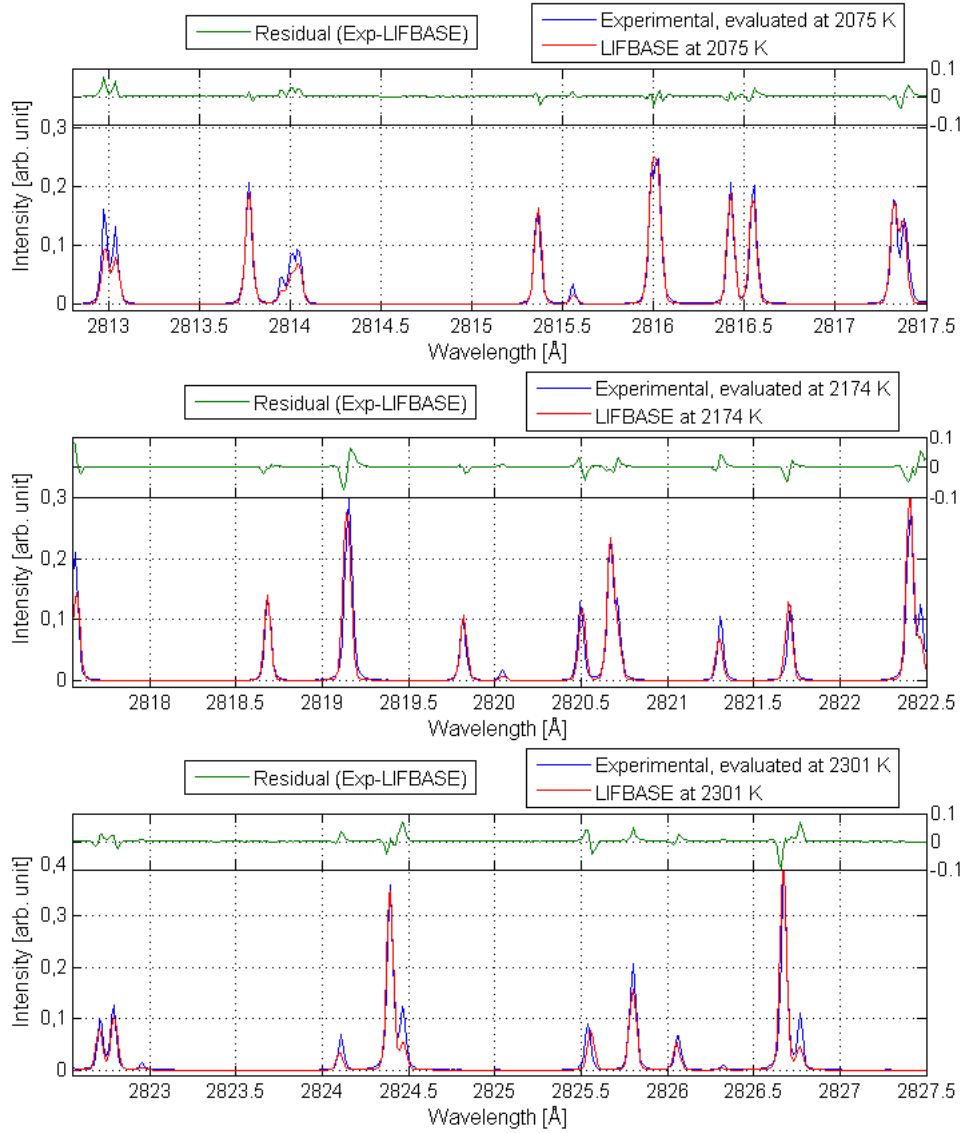 Residual (Exp-LIFBASE)
Experimental, evaluated at 2075 K
LIFBASE at 2075 K
0.1
0
-0.1
Intensity [arb. unit]
0,3
0,2
0,1
0
2813 2813.5 2814 2814.5 2815 2815.5 2816 2816.5 2817 2817.5
Wavelength [Å]
Residual (Exp-LIFBASE)
Experimental, evaluated at 2174 K
LIFBASE at 2174 K
0.1
0
-0.1
Intensity [arb. unit]
0,3
0,2
0,1
0
2818 2818.5 2819 2819.5 2820 2820.5 2821 2821.5 2822 2822.5
Wavelength [Å]
Residual (Exp-LIFBASE)
Experimental, evaluated at 2301 K
LIFBASE at 2301 K
0.1
0
-0.1
Intensity [arb. unit]
0,4
0,3
0,2
0,1
0
2823 2823.5 2824 2824.5 2825 2825.5 2826 2826.5 2827 2827.5
Wavelength [Å]